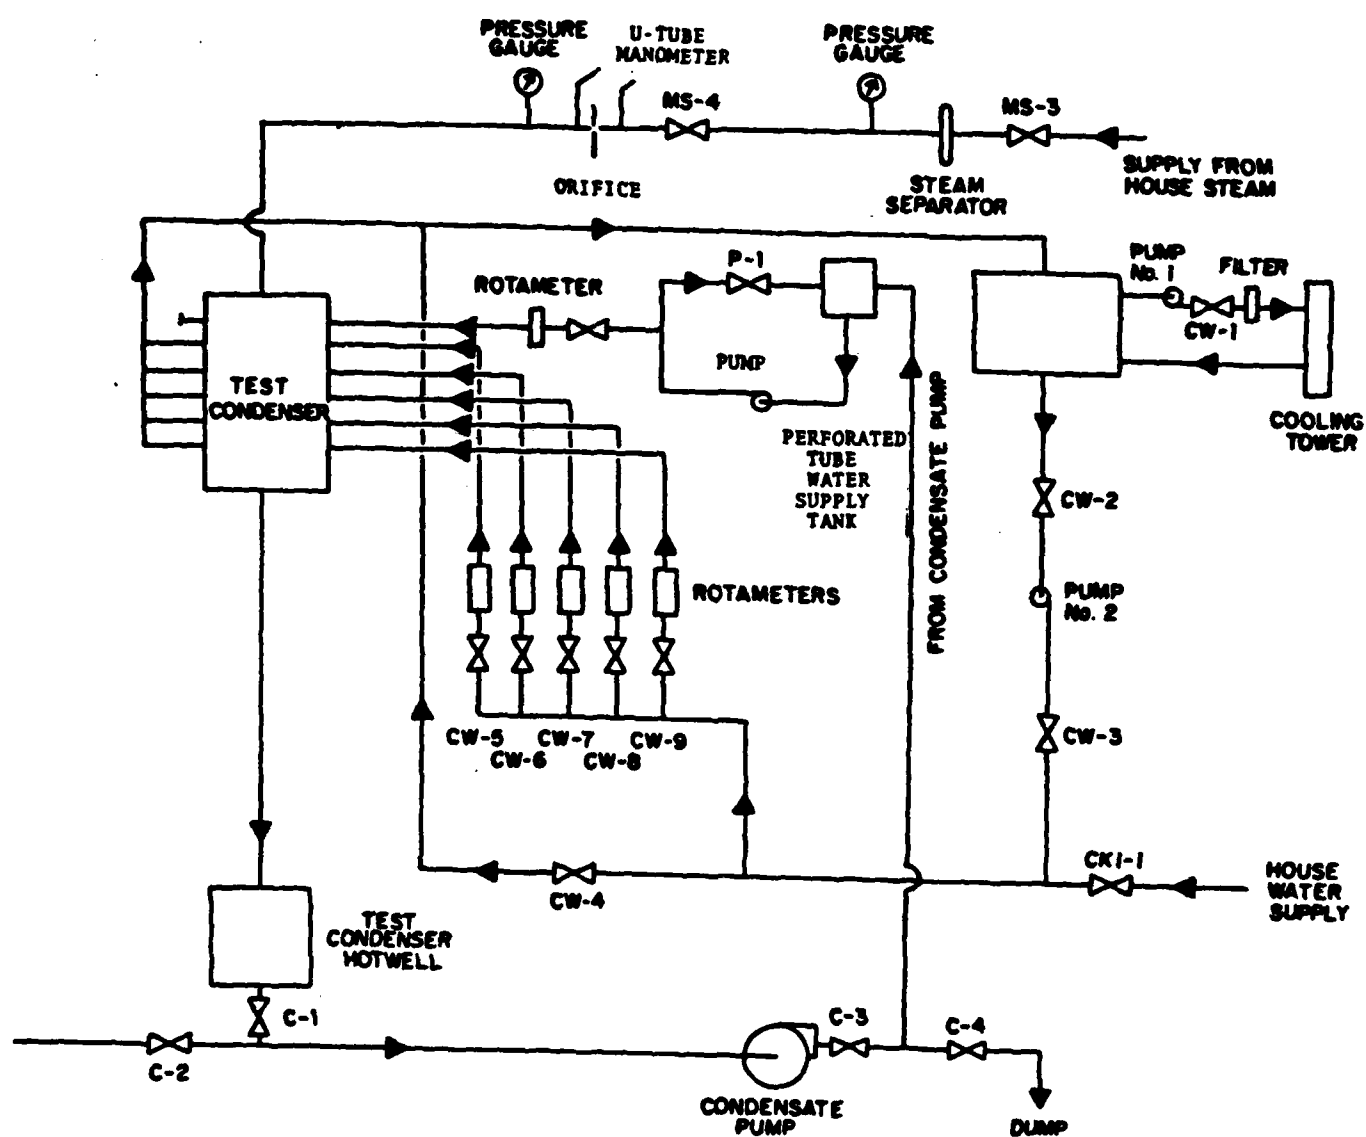 PRESSURE
GAUGE
U-TUBE
MANOMETER
PRESSURE
GAUGE
MS-4
MS-3
ORIFICE
STEAM
SEPARATOR
SUPPLY FROM
HOUSE STEAM
ROTAMETER
P-1
PUMP
No. 1
FILTER
CW-1
PUMP
TEST
CONDENSER
COOLING
TOWER
PERFORATED
TUBE
WATER
SUPPLY
TANK
FROM CONDENSATE PUMP
CW-2
ROTAMETERS
PUMP
No. 2
CW-5
CW-6
CW-7
CW-8
CW-9
CW-3
CW-4
CK1-1
HOUSE
WATER
SUPPLY
TEST
CONDENSER
HOTWELL
C-1
C-2
C-3
C-4
CONDENSATE
PUMP
DUMP